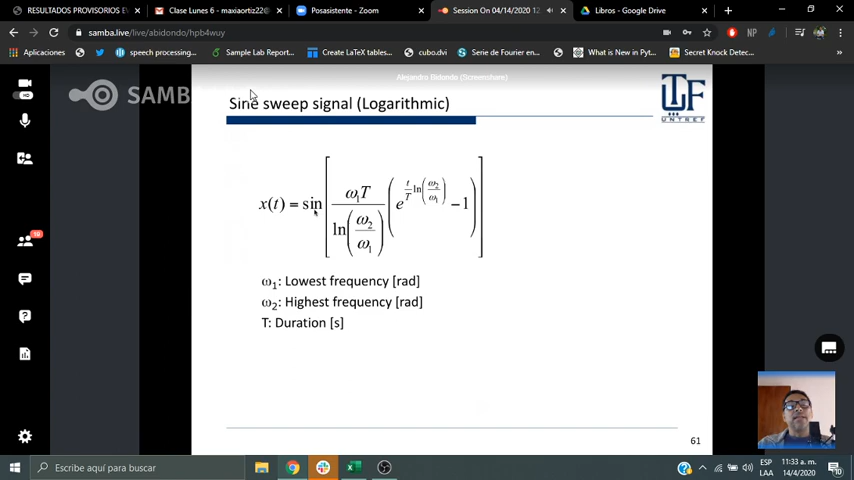 RESULTADOS PROVISORIOS EV
Clase Lunes 6 - maxiaortiz22@
Posasistente - Zoom
Session On 04/14/2020 12
Libros - Google Drive
samba.live/live/abidondo/hpb4wuy
Aplicaciones
speech processing...
Sample Lab Report...
Create LaTeX tables...
cubo.dvi
Serie de Fourier en...
What is New in Pyt...
Secret Knock Detec...
SAMB
Alejandro Bidondo (Screenshare)
Sine sweep signal (Logarithmic)
UNTREF
x(t) = sin[ω₁T / ln(ω₂/ω₁) (e^(t/T ln(ω₂/ω₁)) − 1)]
ω₁: Lowest frequency [rad]
ω₂: Highest frequency [rad]
T: Duration [s]
61
Escribe aquí para buscar
ESP
LAA
11:33 a. m.
14/4/2020